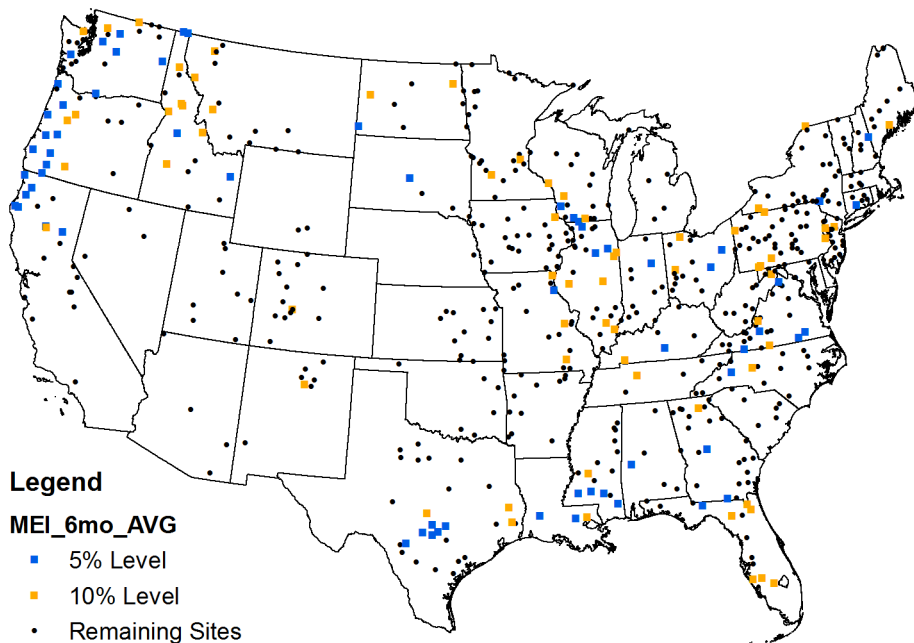 Legend
MEI_6mo_AVG
5% Level
10% Level
Remaining Sites